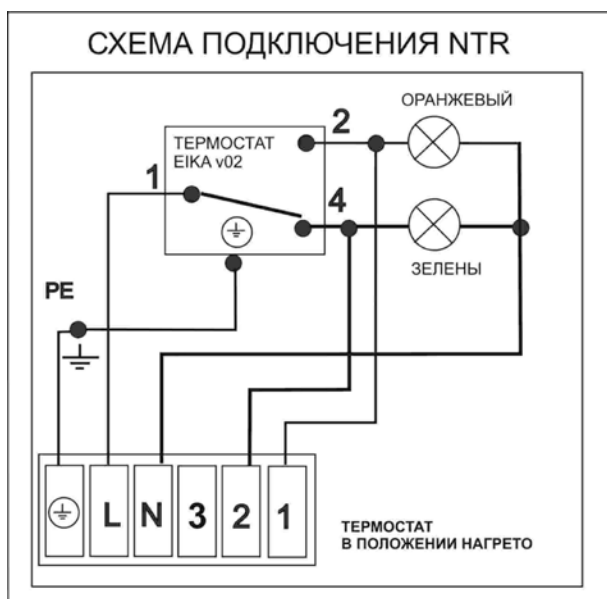 СХЕМА ПОДКЛЮЧЕНИЯ NTR
ОРАНЖЕВЫЙ
2
ТЕРМОСТАТ
EIKA v02
1
4
ЗЕЛЕНЫ
PE
L N 3 2 1
ТЕРМОСТАТ
В ПОЛОЖЕНИИ НАГРЕТО